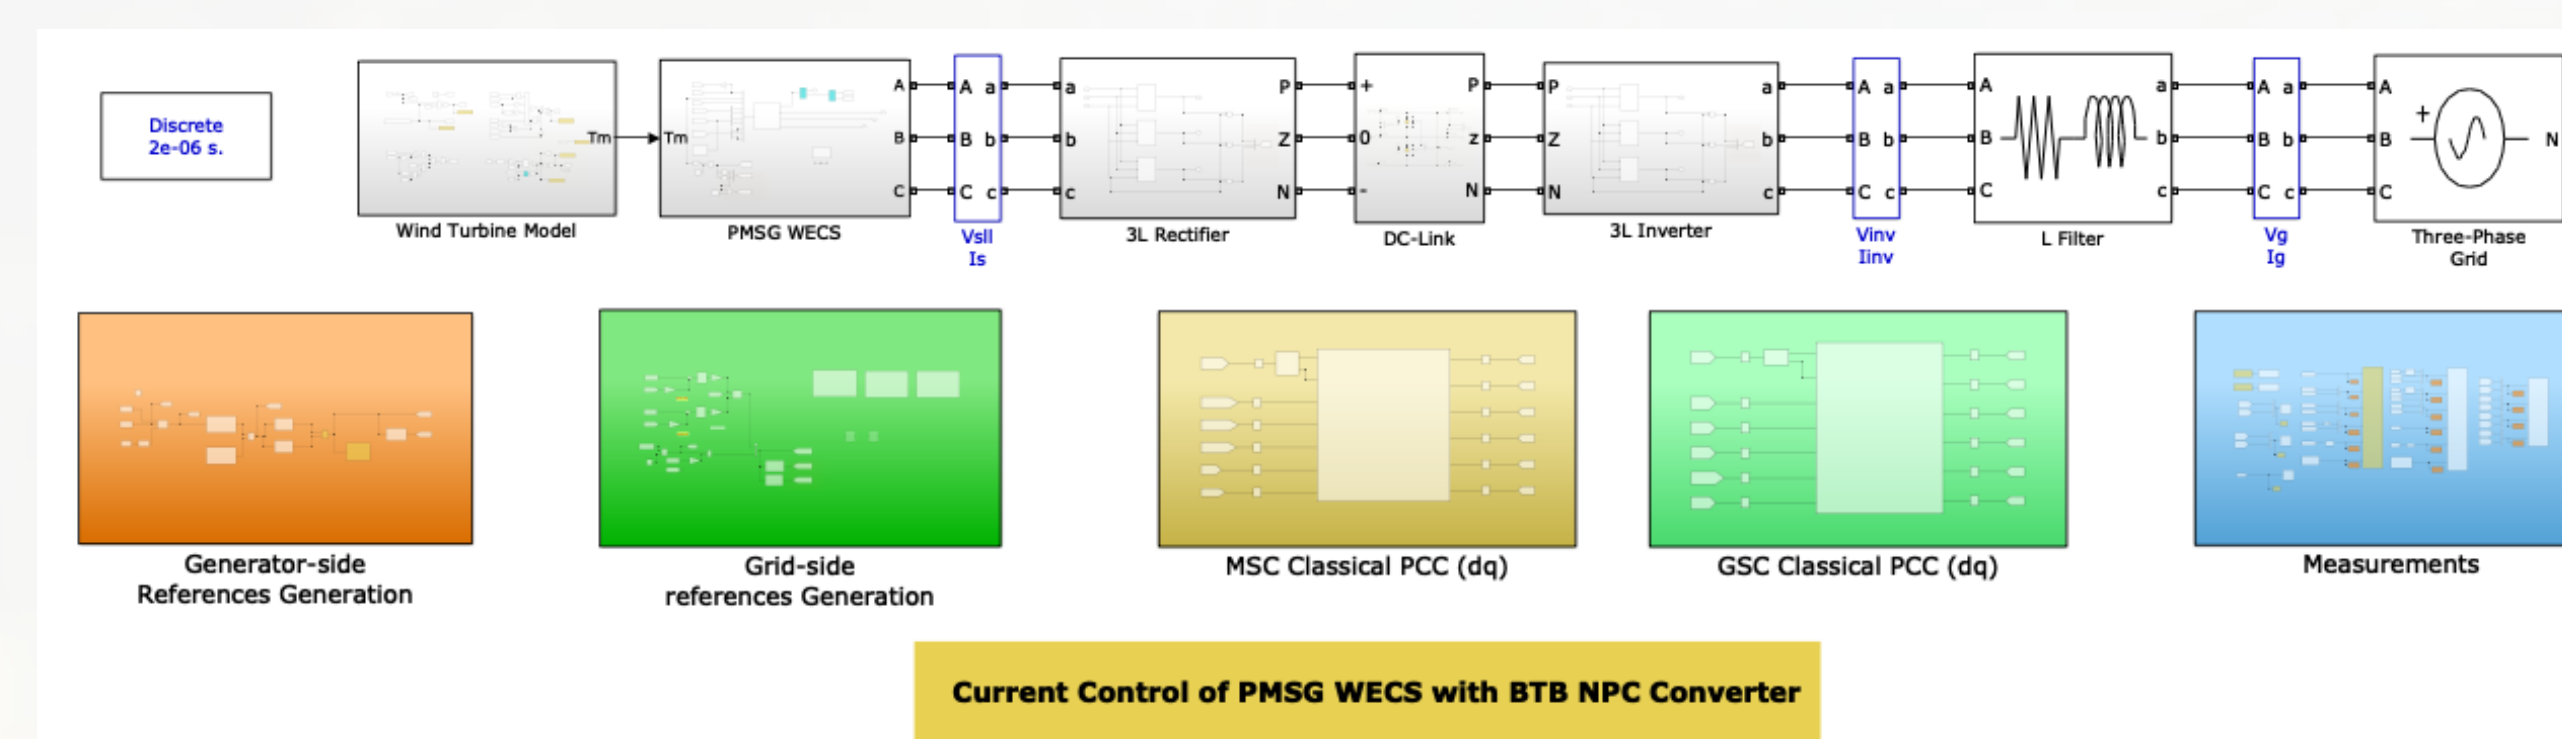 Discrete
2e-06 s.
Tm
Wind Turbine Model
Tm
A
B
C
PMSG WECS
A a
B b
C c
Vsll
Is
a
b
c
P
Z
N
3L Rectifier
+
0
-
P
z
N
DC-Link
P
Z
N
a
b
c
3L Inverter
A a
B b
C c
Vinv
Iinv
A
B
C
a
b
c
L Filter
A a
B b
C c
Vg
Ig
A
B
C
+
N
Three-Phase
Grid
Generator-side
References Generation
Grid-side
references Generation
MSC Classical PCC (dq)
GSC Classical PCC (dq)
Measurements
Current Control of PMSG WECS with BTB NPC Converter